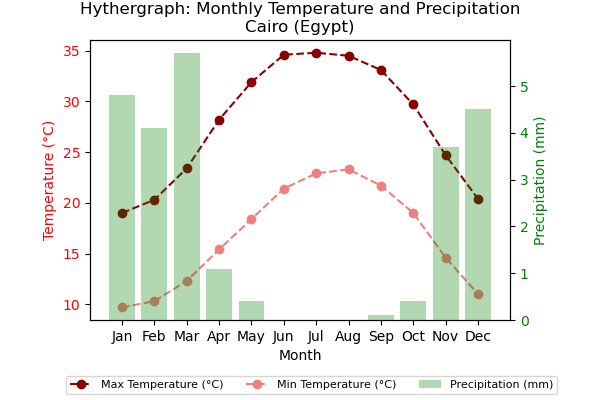 Hythergraph: Monthly Temperature and Precipitation
Cairo (Egypt)
Temperature (°C)
35
30
25
20
15
10
5
4
3
2
1
0
Precipitation (mm)
Jan Feb Mar Apr May Jun Jul Aug Sep Oct Nov Dec
Month
Max Temperature (°C) Min Temperature (°C) Precipitation (mm)